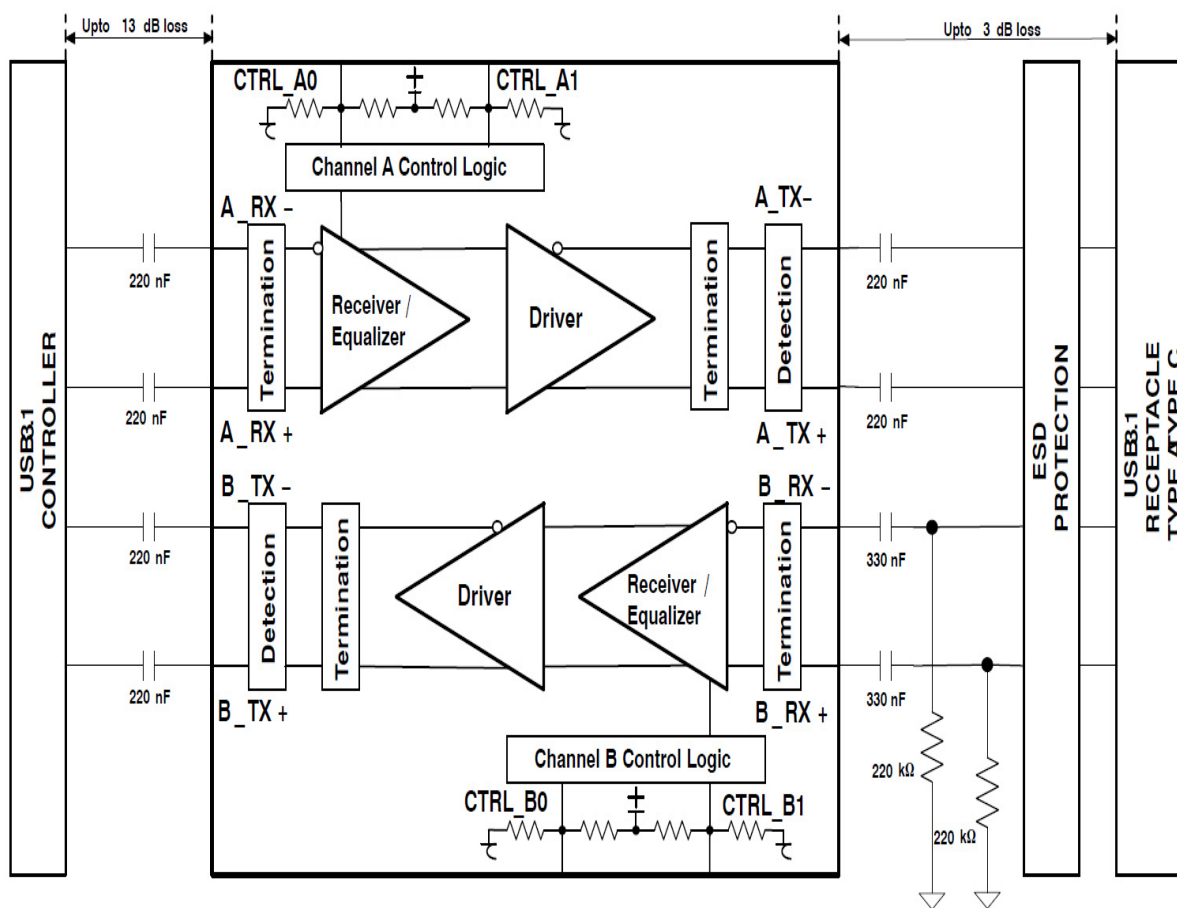 Upto 13 dB loss
Upto 3 dB loss
CTRL_A0
CTRL_A1
Channel A Control Logic
A_RX -
A_TX-
220 nF
220 nF
Termination
Receiver /
Equalizer
Driver
Termination
Detection
220 nF
220 nF
A_RX +
A_TX +
USB3.1
CONTROLLER
ESD
PROTECTION
USB3.1
RECEPTACLE
B_TX -
B_RX -
220 nF
330 nF
Detection
Termination
Driver
Receiver /
Equalizer
Termination
220 nF
330 nF
B_TX +
B_RX +
Channel B Control Logic
220 kΩ
CTRL_B0
CTRL_B1
220 kΩ